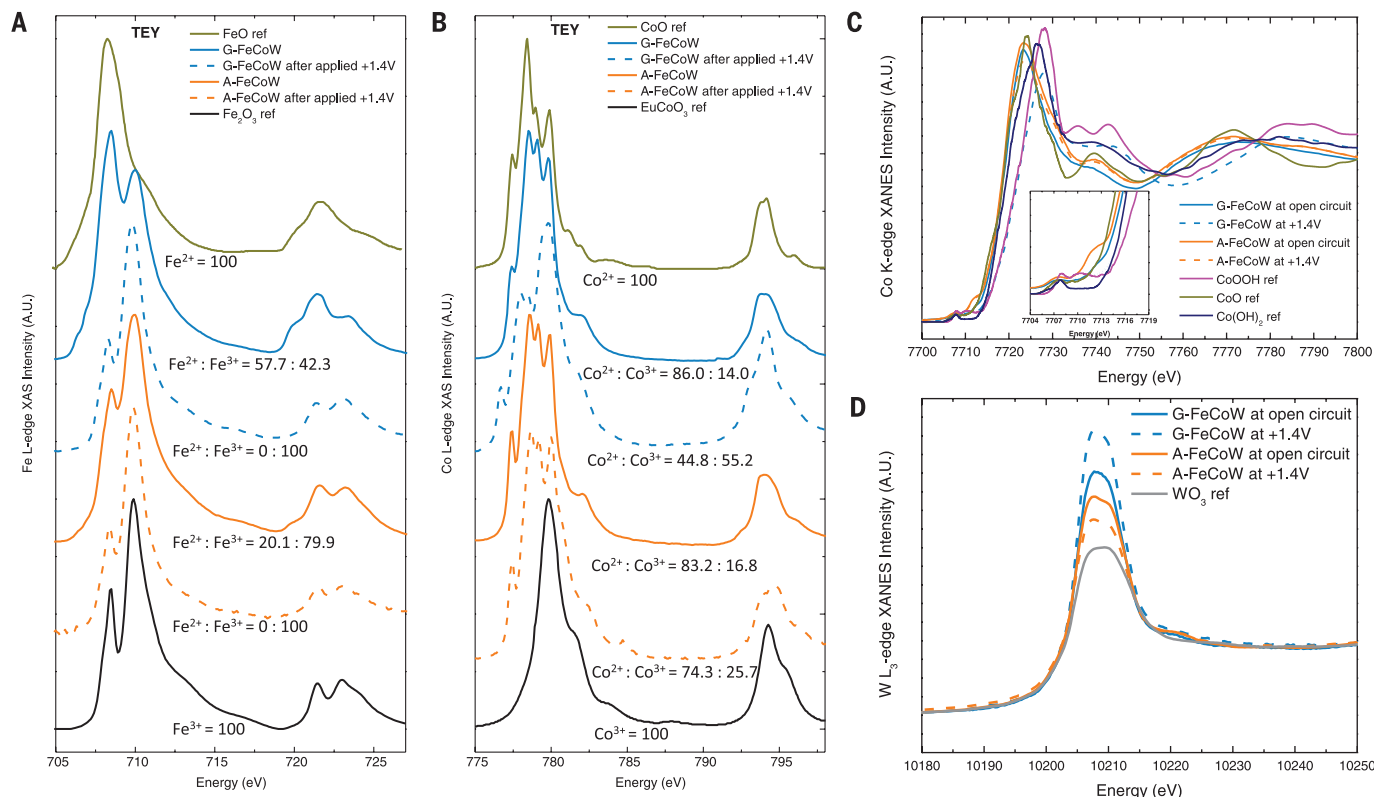 A
TEY
FeO ref
G-FeCoW
G-FeCoW after applied +1.4V
A-FeCoW
A-FeCoW after applied +1.4V
Fe₂O₃ ref
Fe²⁺ = 100
Fe²⁺ : Fe³⁺ = 57.7 : 42.3
Fe²⁺ : Fe³⁺ = 0 : 100
Fe²⁺ : Fe³⁺ = 20.1 : 79.9
Fe²⁺ : Fe³⁺ = 0 : 100
Fe³⁺ = 100
Fe L-edge XAS Intensity (A.U.)
705 710 715 720 725
Energy (eV)
B
TEY
CoO ref
G-FeCoW
G-FeCoW after applied +1.4V
A-FeCoW
A-FeCoW after applied +1.4V
EuCoO₃ ref
Co²⁺ = 100
Co²⁺ : Co³⁺ = 86.0 : 14.0
Co²⁺ : Co³⁺ = 44.8 : 55.2
Co²⁺ : Co³⁺ = 83.2 : 16.8
Co²⁺ : Co³⁺ = 74.3 : 25.7
Co³⁺ = 100
Co L-edge XAS Intensity (A.U.)
775 780 785 790 795
Energy (eV)
C
Co K-edge XANES Intensity (A.U.)
G-FeCoW at open circuit
G-FeCoW at +1.4V
A-FeCoW at open circuit
A-FeCoW at +1.4V
CoOOH ref
CoO ref
Co(OH)₂ ref
7704 7707 7710 7713 7716 7719
Energy (eV)
7700 7710 7720 7730 7740 7750 7760 7770 7780 7790 7800
Energy (eV)
D
G-FeCoW at open circuit
G-FeCoW at +1.4V
A-FeCoW at open circuit
A-FeCoW at +1.4V
WO₃ ref
W L₃-edge XANES Intensity (A.U.)
10180 10190 10200 10210 10220 10230 10240 10250
Energy (eV)